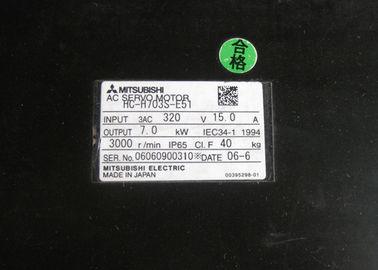 合格
MITSUBISHI
AC SERVO MOTOR
HC-H703S-E51
INPUT 3AC 320 V 15.0 A
OUTPUT 7.0 kW IEC34-1 1994
3000 r/min IP65 CI.F 40 kg
SER.No.06060900310※DATE 06-6
MITSUBISHI ELECTRIC
MADE IN JAPAN 00395298-01